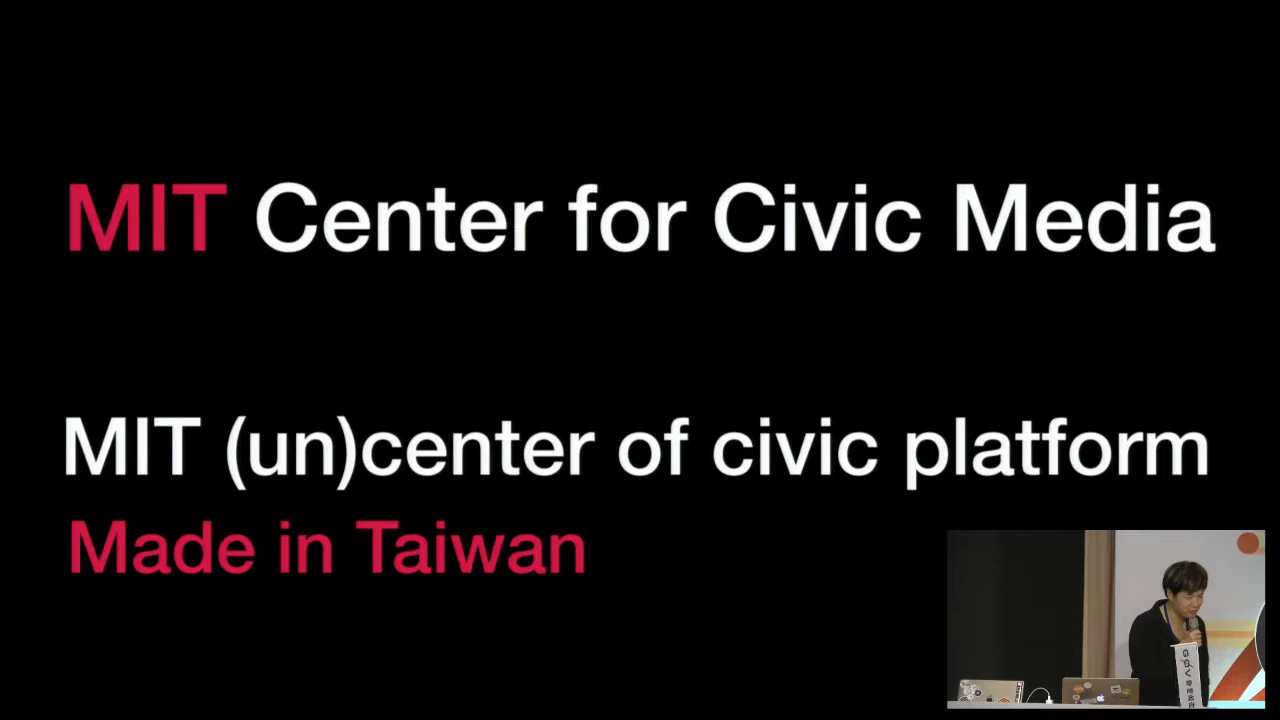 MIT Center for Civic Media
MIT (un)center of civic platform
Made in Taiwan